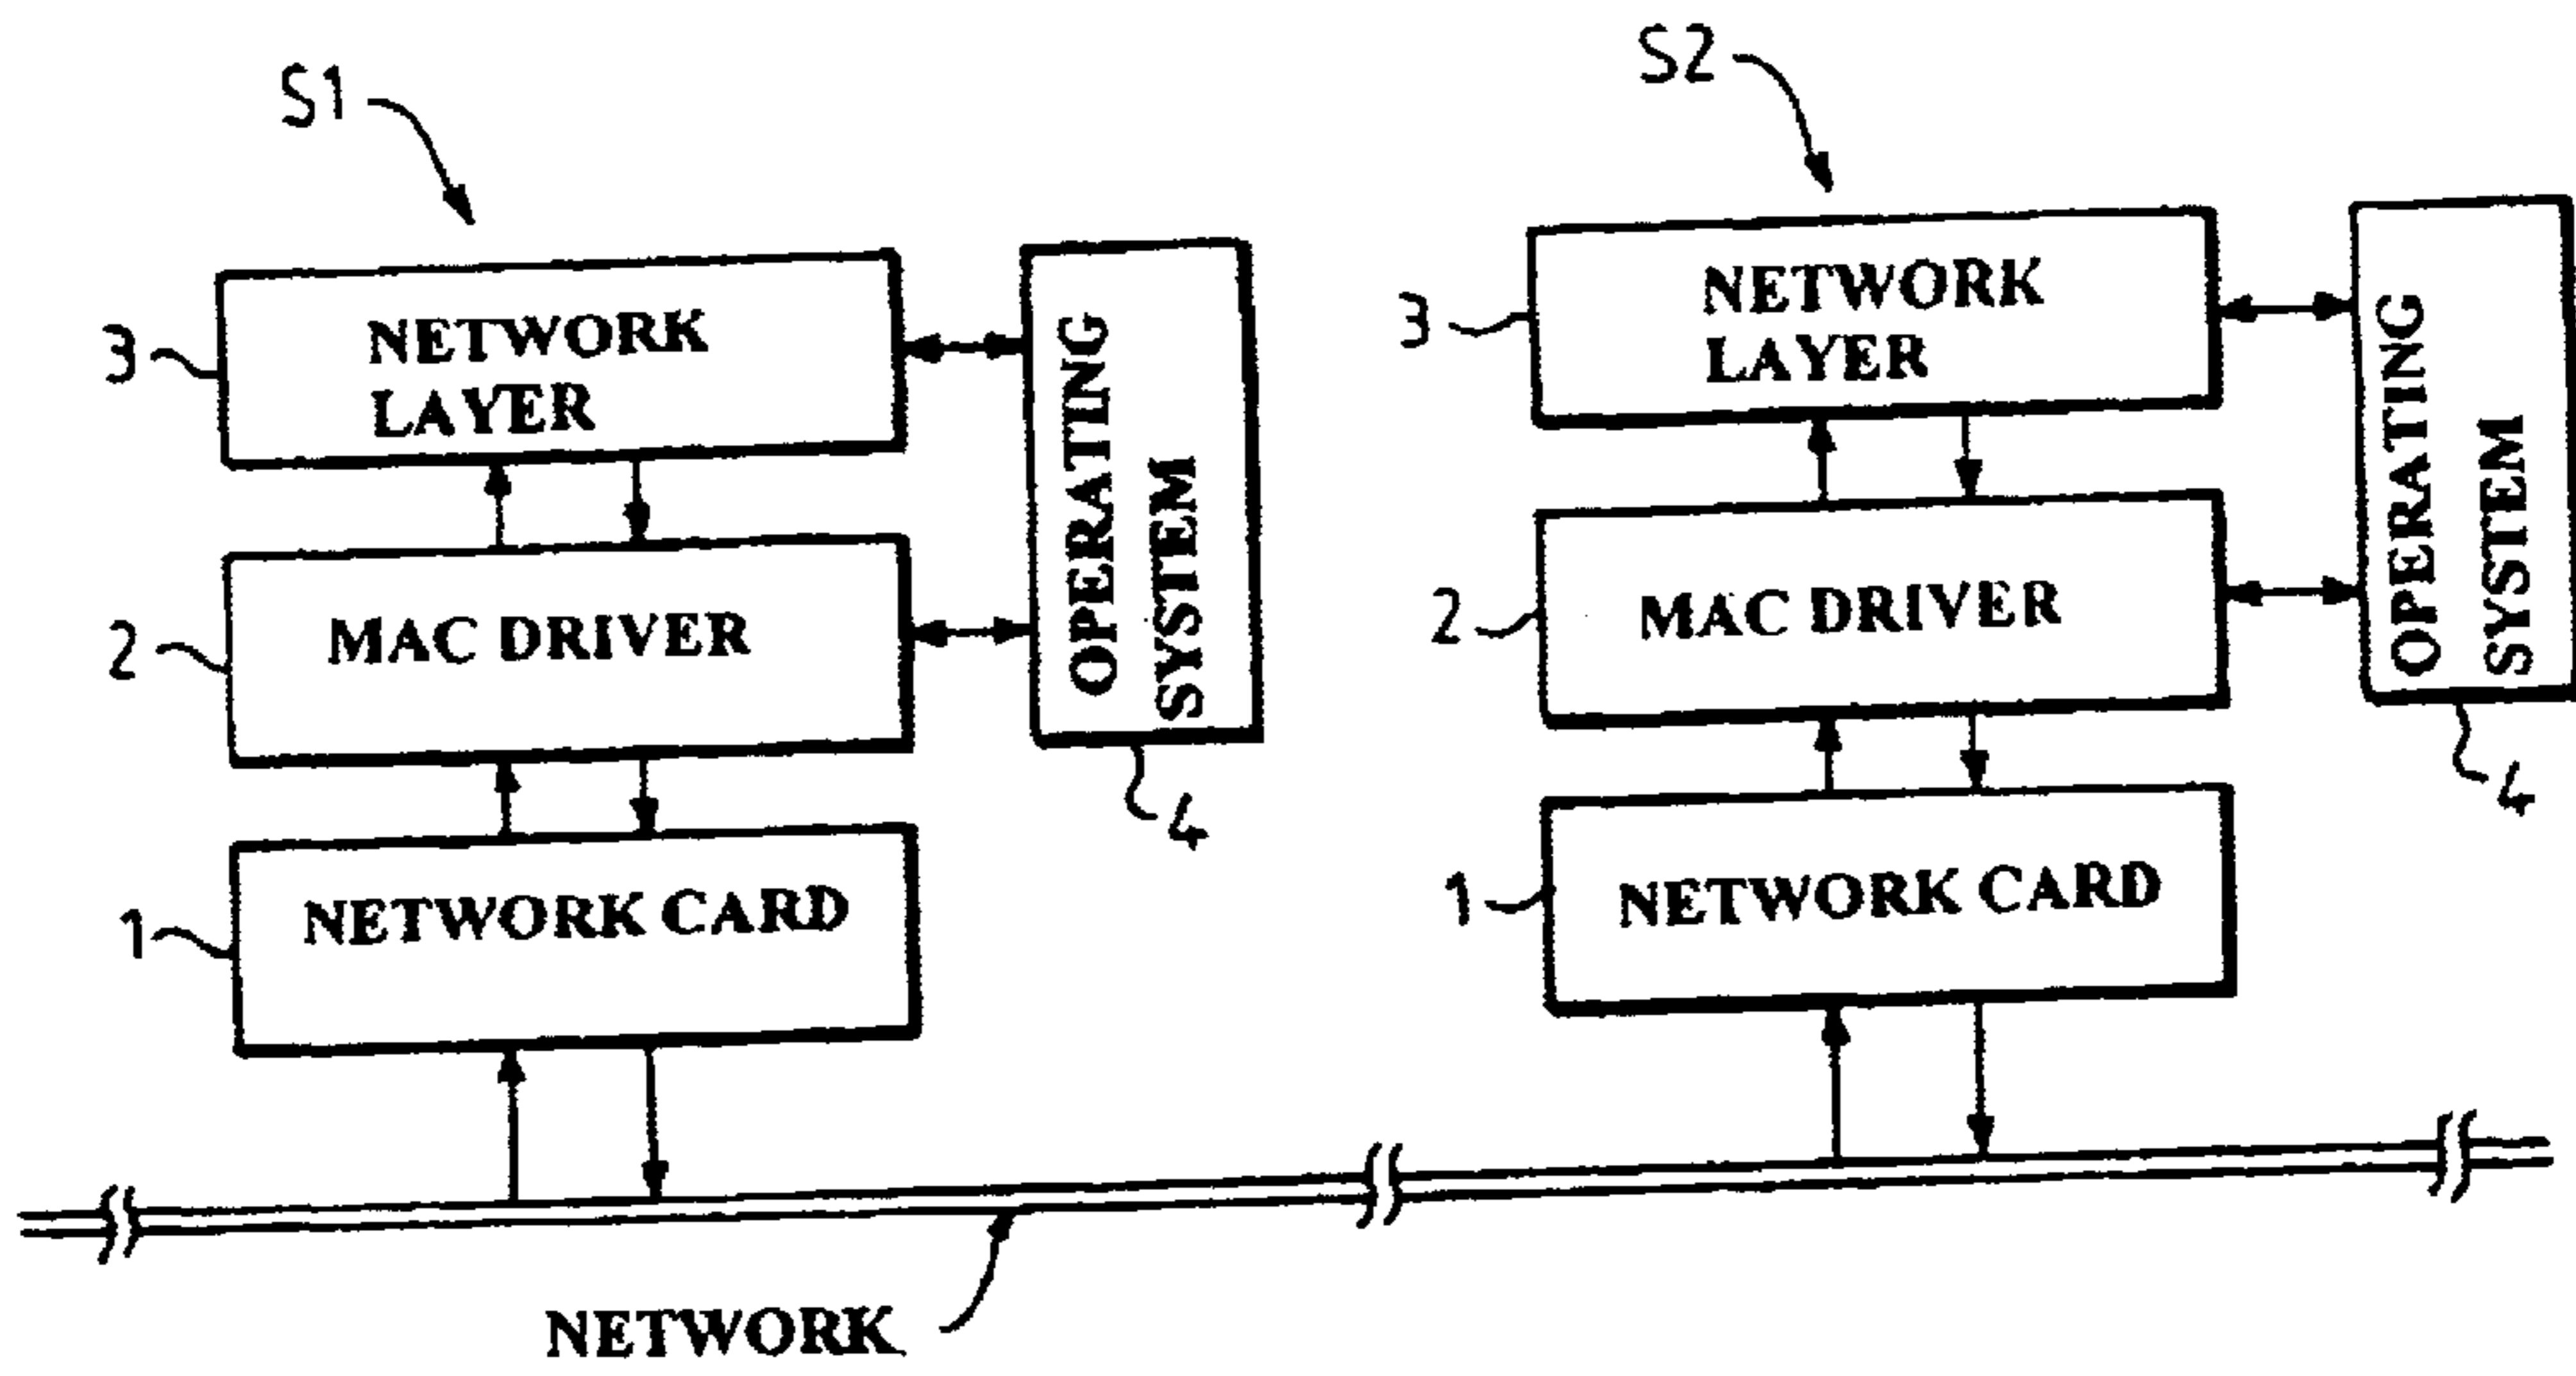 S1
3
NETWORK
LAYER
2
MAC DRIVER
1
NETWORK CARD
OPERATING
SYSTEM
4
S2
3
NETWORK
LAYER
2
MAC DRIVER
1
NETWORK CARD
OPERATING
SYSTEM
4
NETWORK